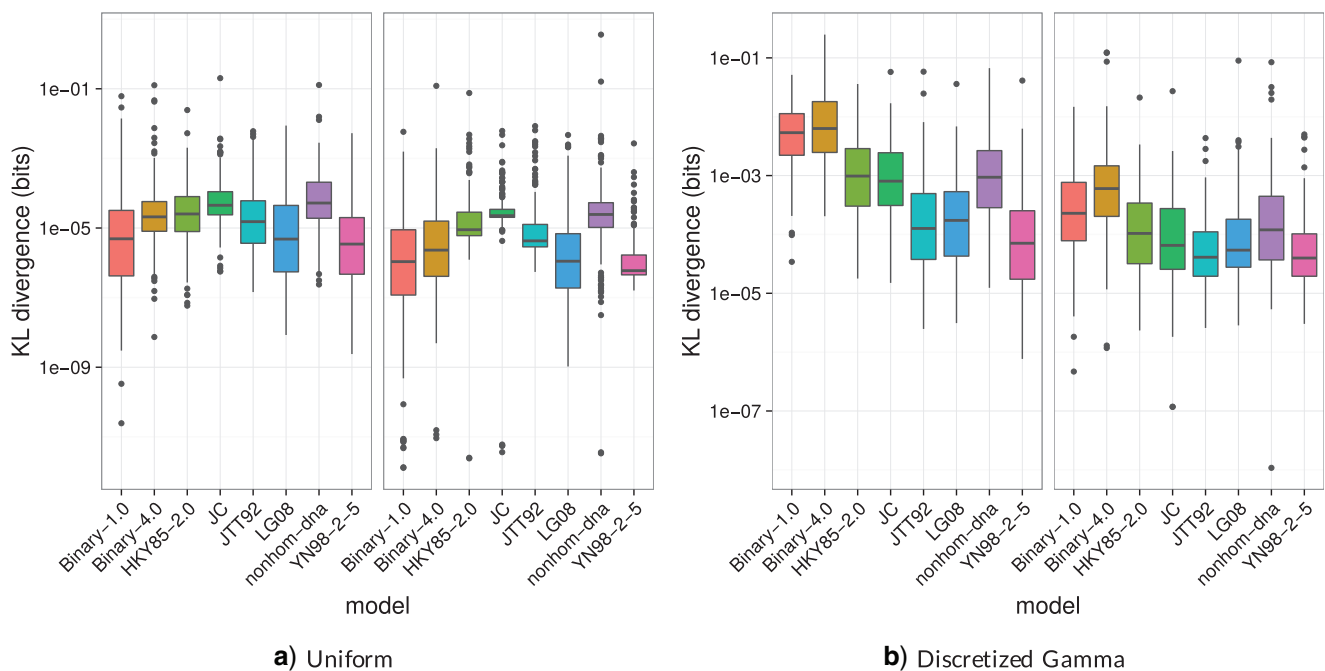 KL divergence (bits)
1e−01
1e−05
1e−09
Binary−1.0
Binary−4.0
HKY85−2.0
JC
JTT92
LG08
nonhom−dna
YN98−2−5
Binary−1.0
Binary−4.0
HKY85−2.0
JC
JTT92
LG08
nonhom−dna
YN98−2−5
model
a) Uniform
KL divergence (bits)
1e−01
1e−03
1e−05
1e−07
Binary−1.0
Binary−4.0
HKY85−2.0
JC
JTT92
LG08
nonhom−dna
YN98−2−5
Binary−1.0
Binary−4.0
HKY85−2.0
JC
JTT92
LG08
nonhom−dna
YN98−2−5
model
b) Discretized Gamma